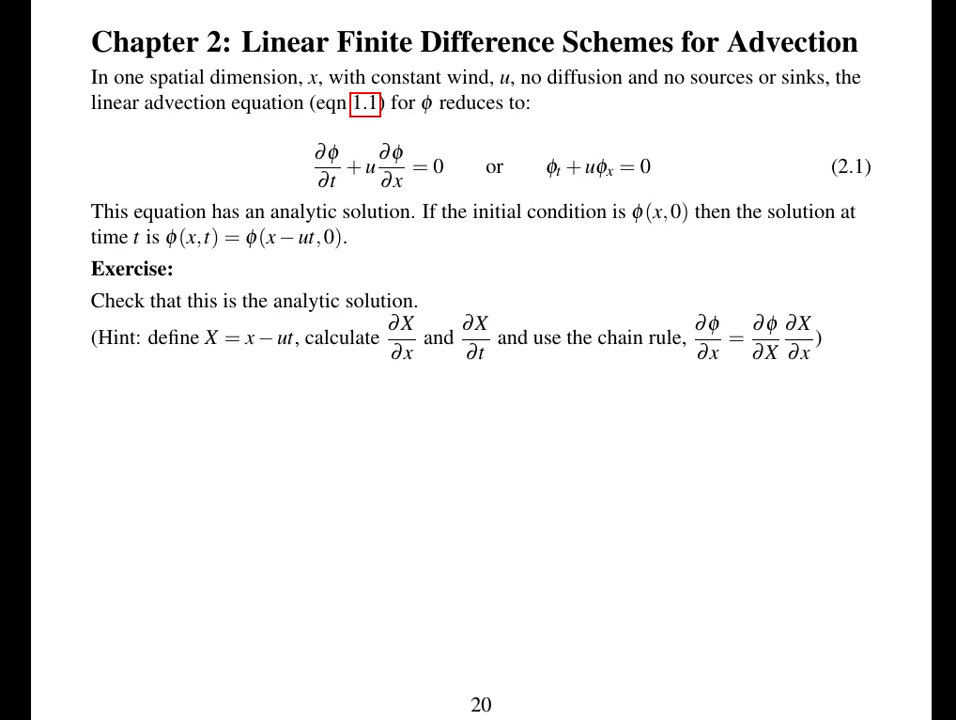 Chapter 2: Linear Finite Difference Schemes for Advection
In one spatial dimension, x, with constant wind, u, no diffusion and no sources or sinks, the
linear advection equation (eqn 1.1) for ϕ reduces to:
∂ϕ/∂t + u ∂ϕ/∂x = 0 or ϕₜ + uϕₓ = 0 (2.1)
This equation has an analytic solution. If the initial condition is ϕ(x,0) then the solution at
time t is ϕ(x,t) = ϕ(x − ut,0).
Exercise:
Check that this is the analytic solution.
(Hint: define X = x − ut, calculate ∂X/∂x and ∂X/∂t and use the chain rule, ∂ϕ/∂x = ∂ϕ/∂X ∂X/∂x)
20